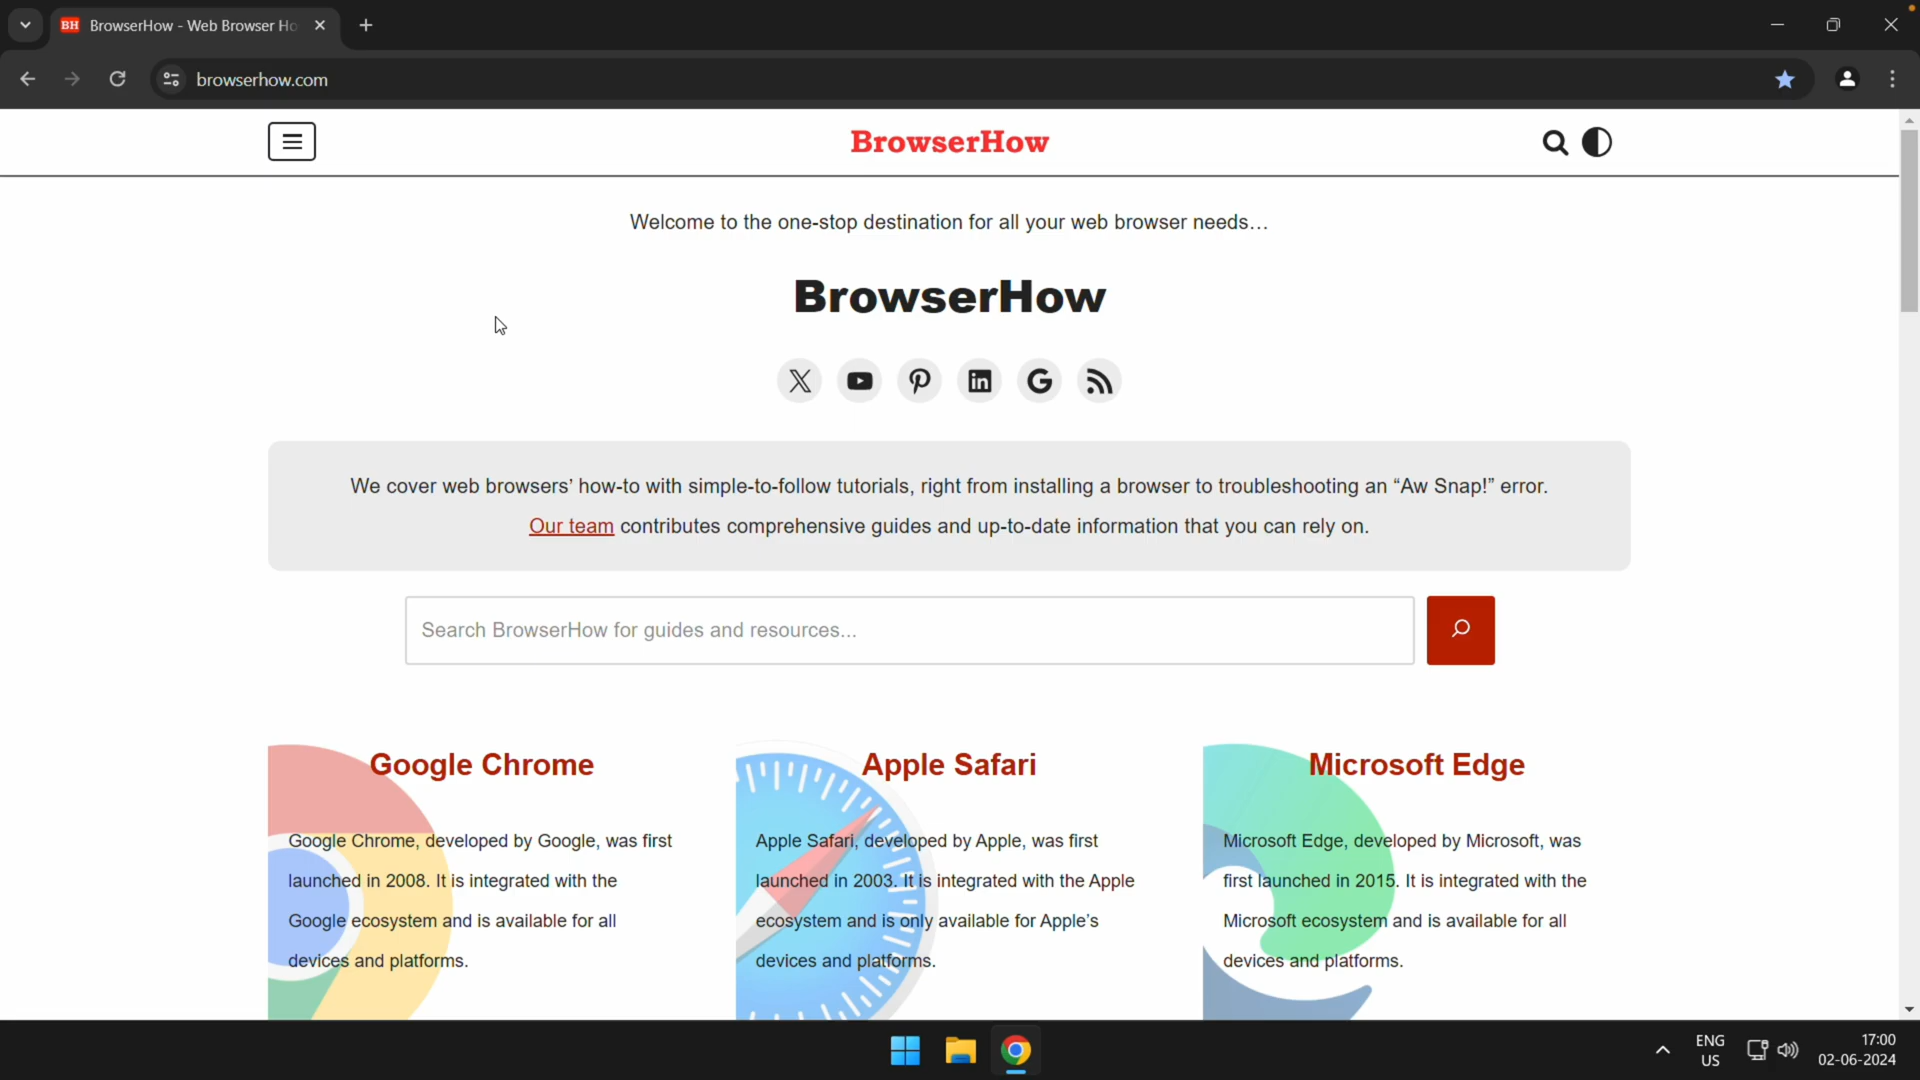 BH BrowserHow - Web Browser Ho
browserhow.com
BrowserHow
Welcome to the one-stop destination for all your web browser needs...
BrowserHow
We cover web browsers’ how-to with simple-to-follow tutorials, right from installing a browser to troubleshooting an “Aw Snap!” error.
Our team contributes comprehensive guides and up-to-date information that you can rely on.
Search BrowserHow for guides and resources...
Google Chrome
Google Chrome, developed by Google, was first
launched in 2008. It is integrated with the
Google ecosystem and is available for all
devices and platforms.
Apple Safari
Apple Safari, developed by Apple, was first
launched in 2003. It is integrated with the Apple
ecosystem and is only available for Apple’s
devices and platforms.
Microsoft Edge
Microsoft Edge, developed by Microsoft, was
first launched in 2015. It is integrated with the
Microsoft ecosystem and is available for all
devices and platforms.
ENG
US
17:00
02-06-2024